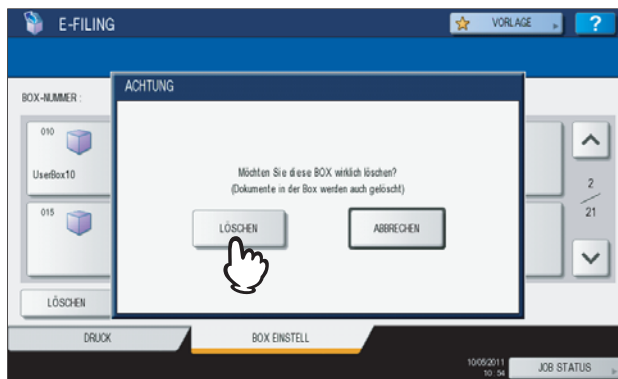 E-FILING
VORLAGE
?
ACHTUNG
BOX-NUMMER :
010
UserBox10
015
Möchten Sie diese BOX wirklich löschen?
(Dokumente in der Box werden auch gelöscht)
LÖSCHEN
ABBRECHEN
2
21
LÖSCHEN
DRUCK
BOX EINSTELL
10/05/2011
10:54
JOB STATUS